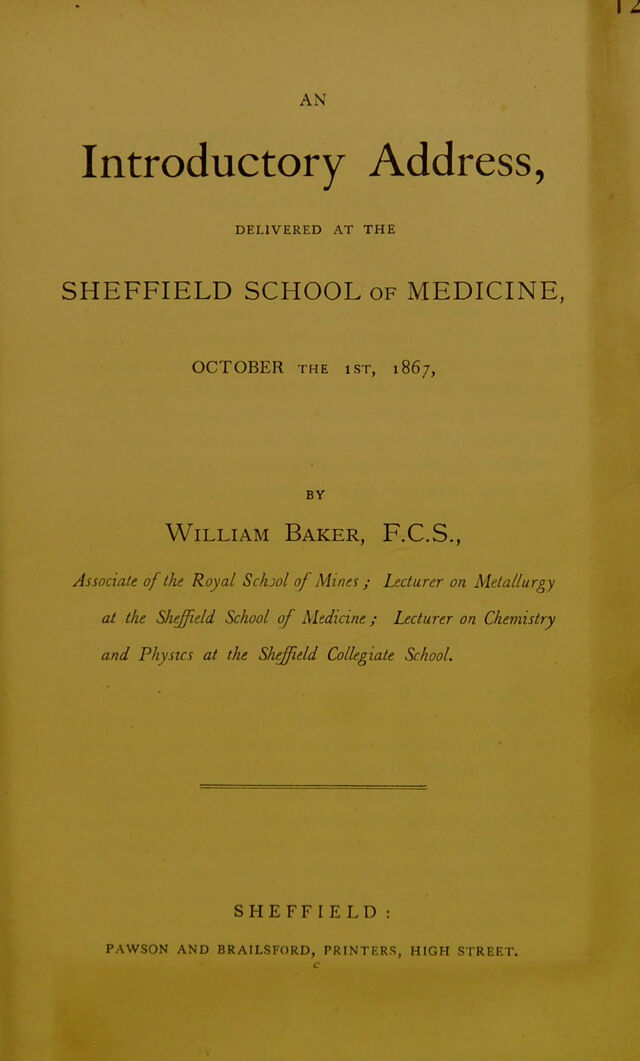 12
AN
Introductory Address,
DELIVERED AT THE
SHEFFIELD SCHOOL OF MEDICINE,
OCTOBER THE 1ST, 1867,
BY
WILLIAM BAKER, F.C.S.,
Associate of the Royal School of Mines; Lecturer on Metallurgy
at the Sheffield School of Medicine; Lecturer on Chemistry
and Physics at the Sheffield Collegiate School.
SHEFFIELD:
PAWSON AND BRAILSFORD, PRINTERS, HIGH STREET.
C